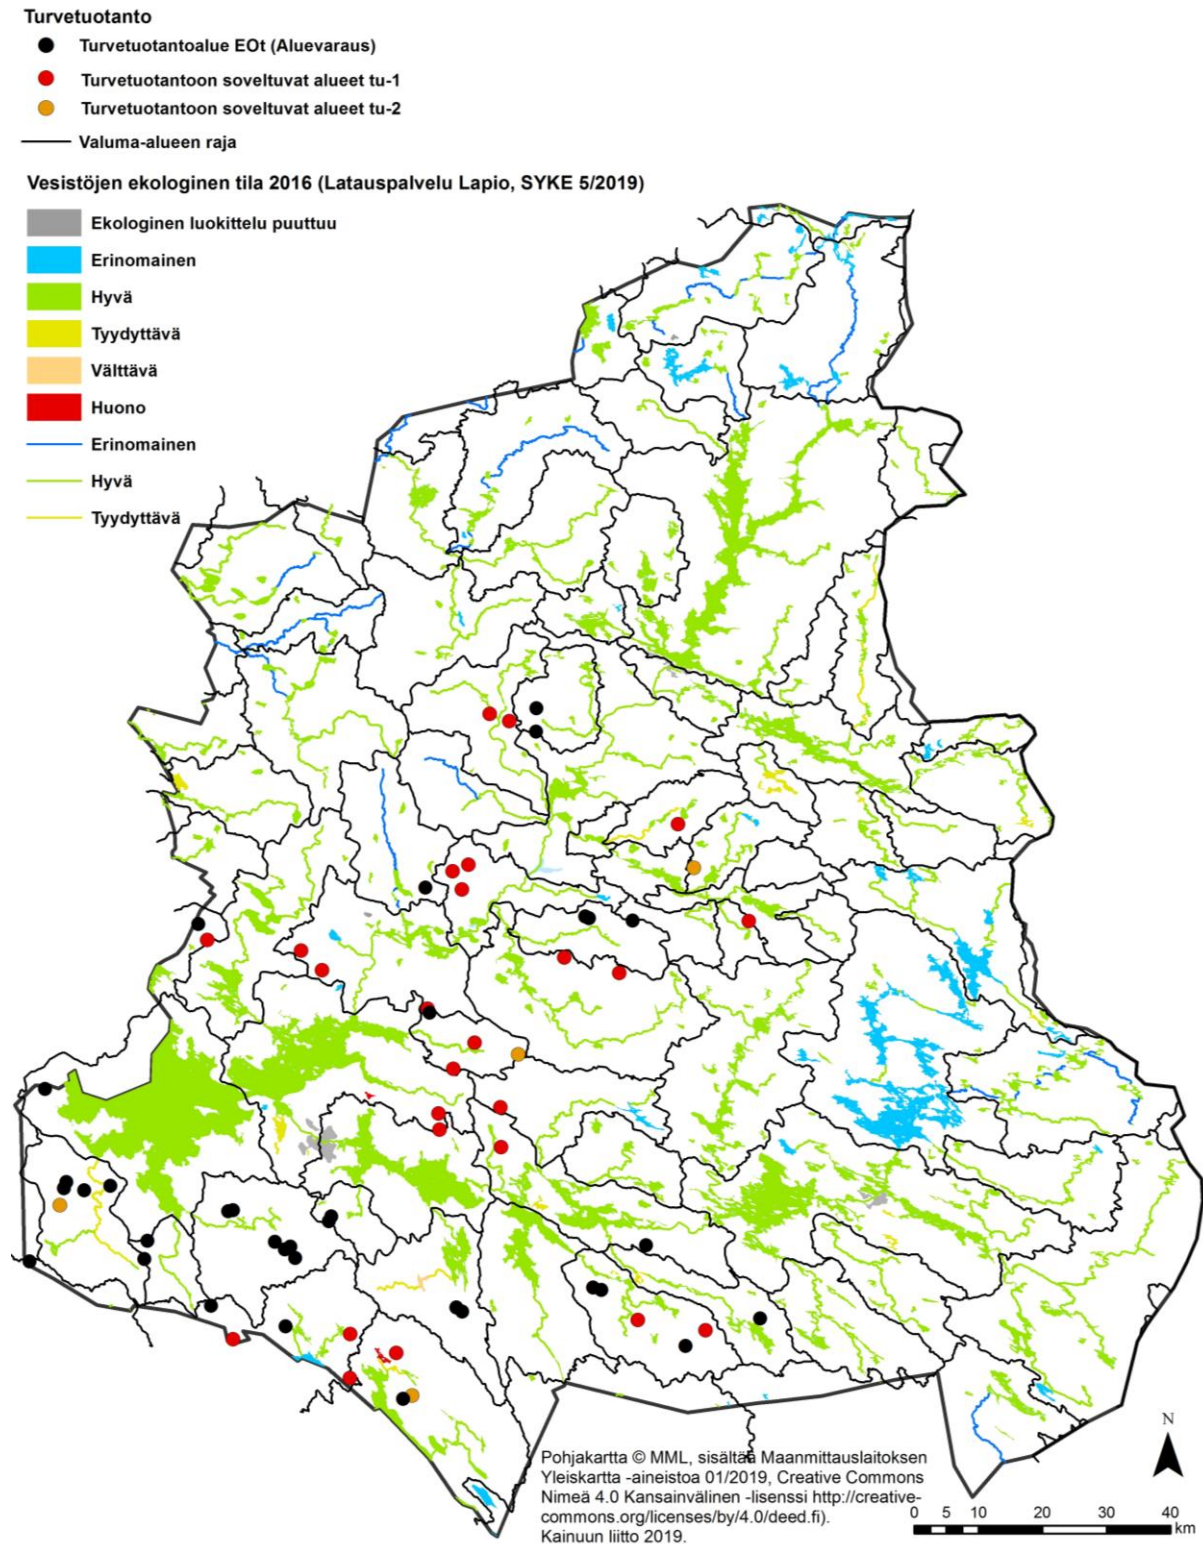 Turvetuotanto
Turvetuotantoalue EOt (Aluevaraus)
Turvetuotantoon soveltuvat alueet tu-1
Turvetuotantoon soveltuvat alueet tu-2
Valuma-alueen raja
Vesistöjen ekologinen tila 2016 (Latauspalvelu Lapio, SYKE 5/2019)
Ekologinen luokittelu puuttuu
Erinomainen
Hyvä
Tyydyttävä
Välttävä
Huono
Erinomainen
Hyvä
Tyydyttävä
N
Pohjakartta © MML, sisältää Maanmittauslaitoksen
Yleiskartta -aineistoa 01/2019, Creative Commons
Nimeä 4.0 Kansainvälinen -lisenssi http://creative-
commons.org/licenses/by/4.0/deed.fi).
Kainuun liitto 2019.
0 5 10 20 30 40
km